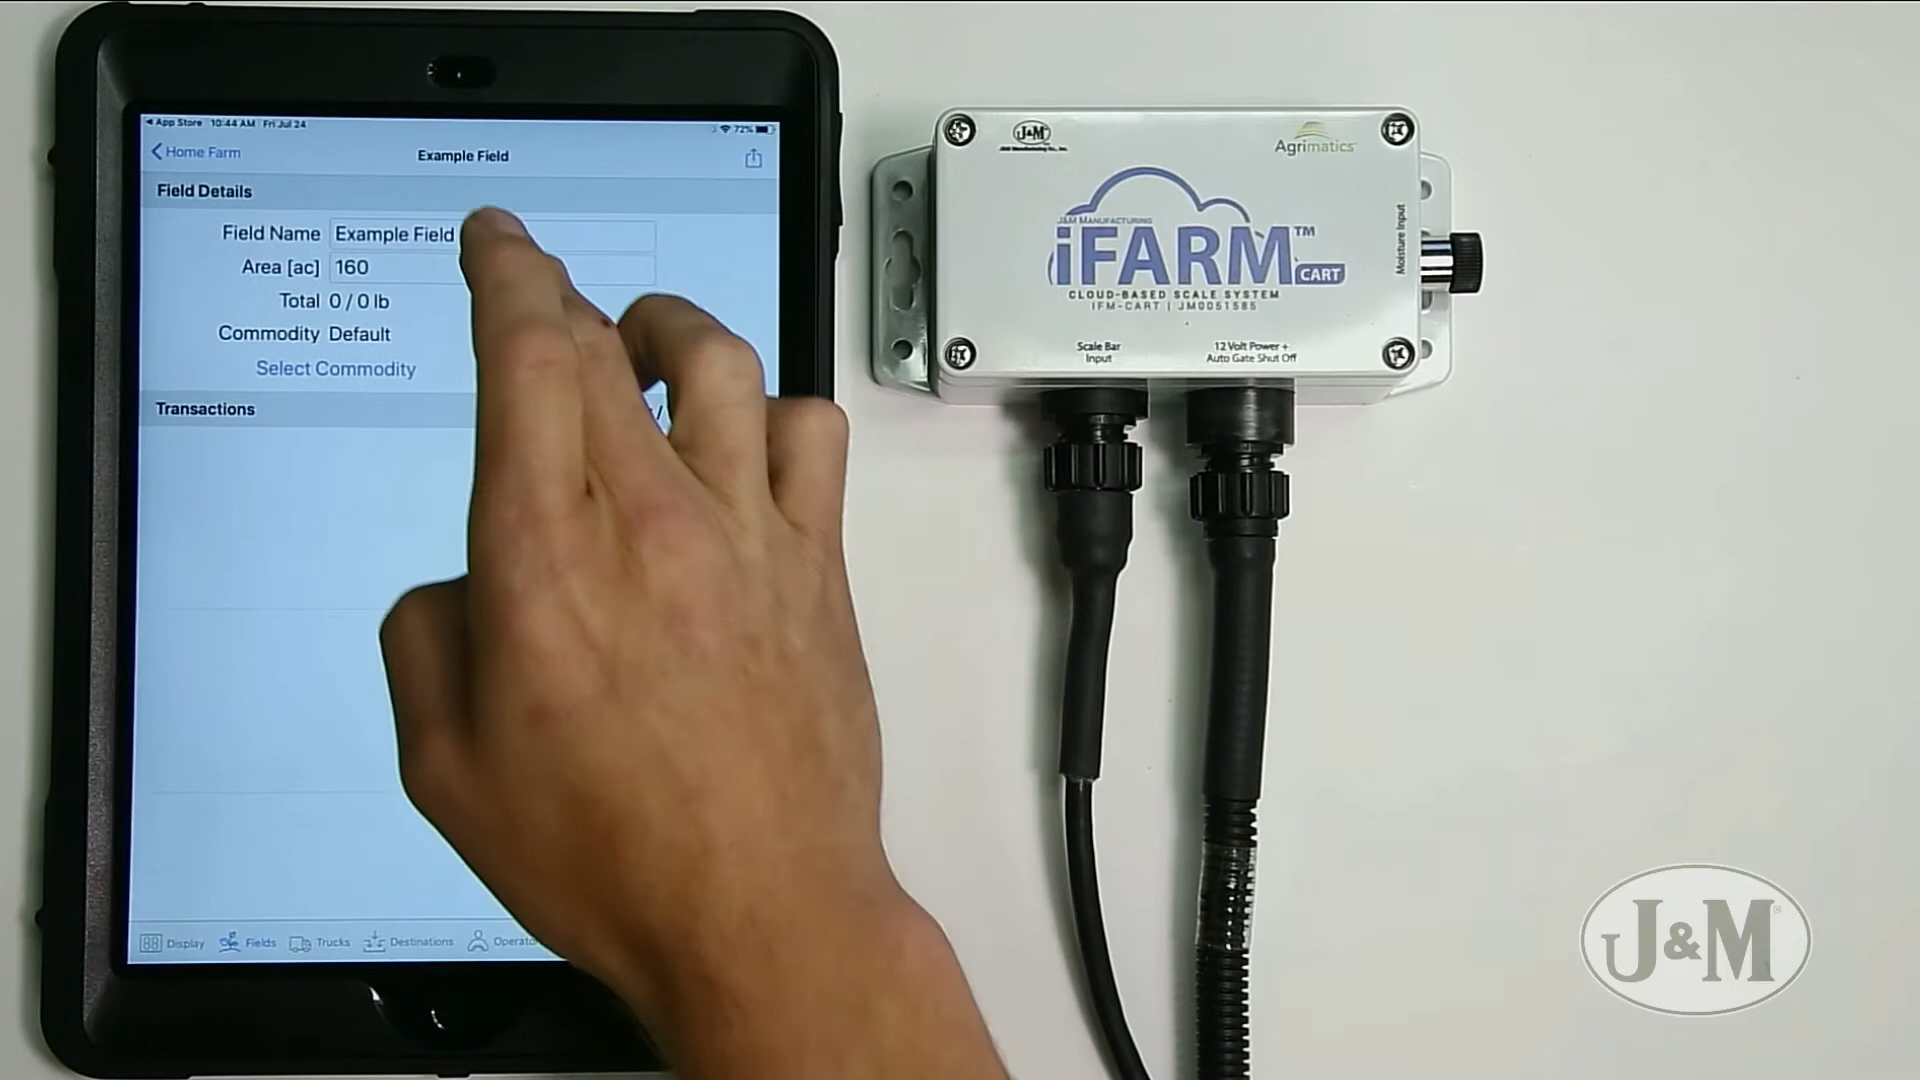 App Store 10:44 AM Fri Jul 24
72%
Home Farm
Example Field
Field Details
Field Name Example Field
Area [ac] 160
Total 0 / 0 lb
Commodity Default
Select Commodity
Transactions
Display Fields Trucks Destinations
J&M
Agrimatics
J&M MANUFACTURING
iFARM™
CART
CLOUD-BASED SCALE SYSTEM
IFM-CART | JM0051585
Moisture Input
Scale Bar
Input
12 Volt Power +
Auto Gate Shut Off
J&M®